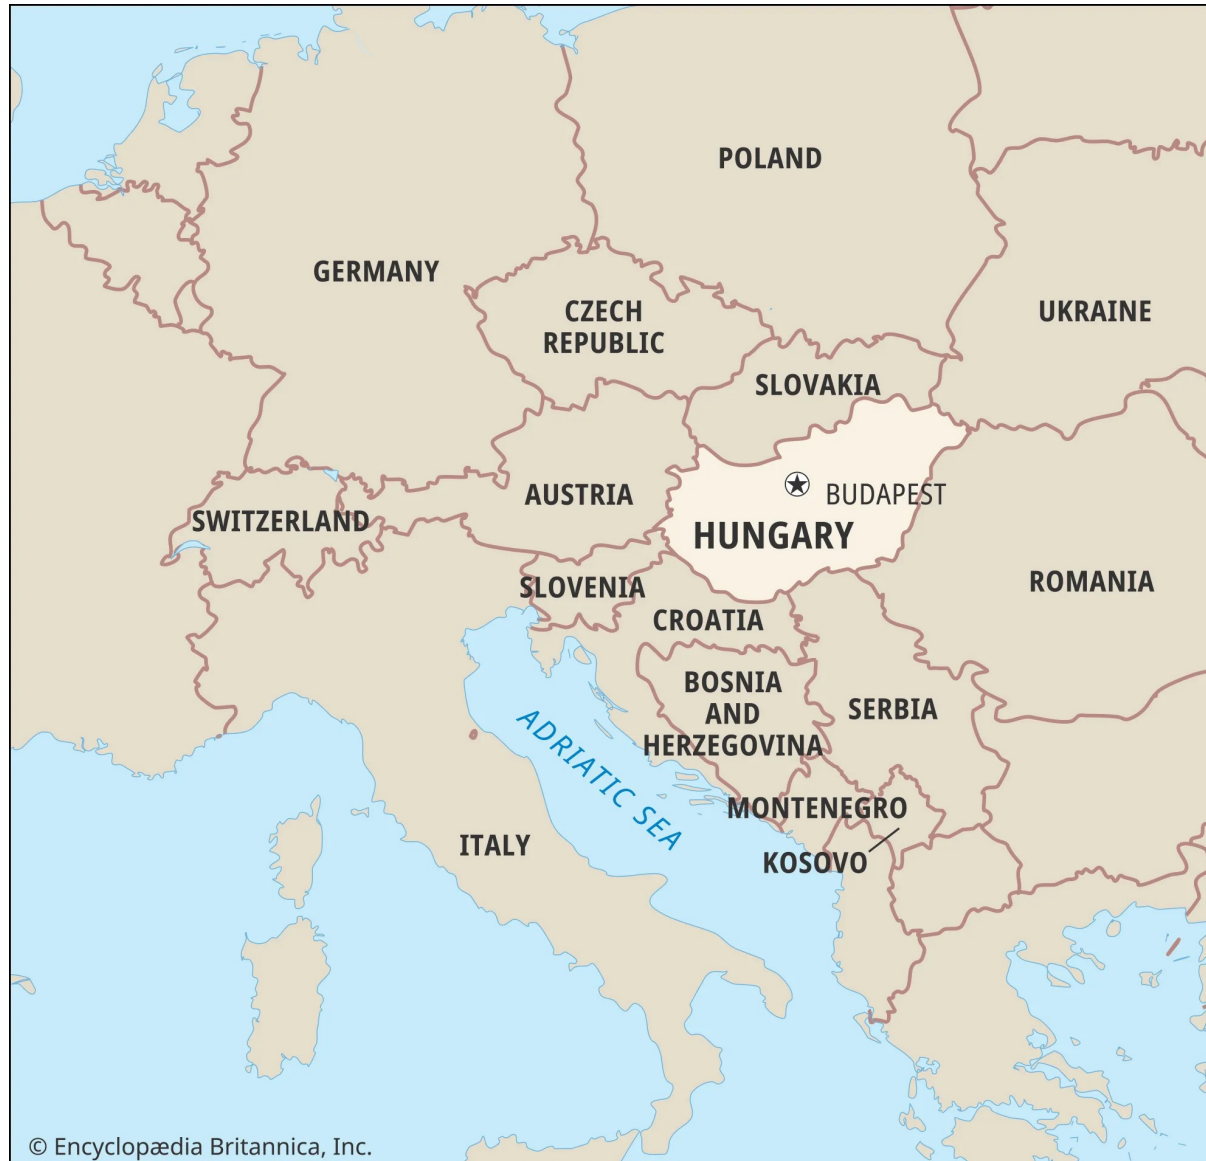 POLAND
GERMANY
CZECH
REPUBLIC
UKRAINE
SLOVAKIA
AUSTRIA
BUDAPEST
SWITZERLAND
HUNGARY
SLOVENIA
ROMANIA
CROATIA
BOSNIA
AND
HERZEGOVINA
SERBIA
ADRIATIC SEA
MONTENEGRO
ITALY
KOSOVO
© Encyclopædia Britannica, Inc.